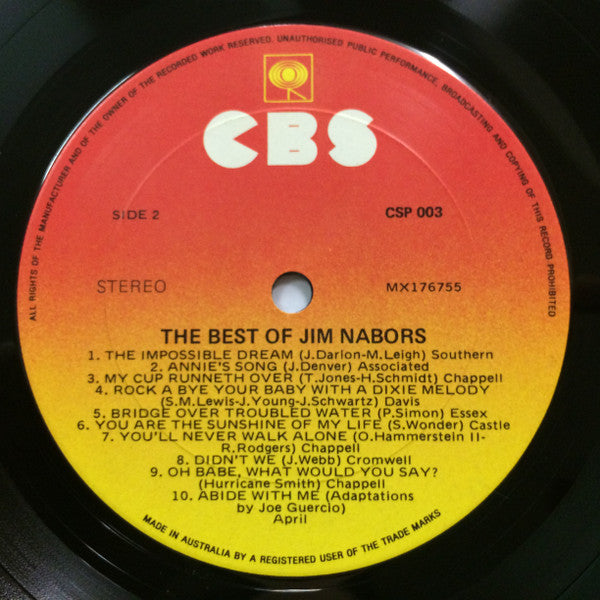 ALL RIGHTS OF THE MANUFACTURER AND OF THE OWNER OF THE RECORDED WORK RESERVED. UNAUTHORISED PUBLIC PERFORMANCE, BROADCASTING AND COPYING OF THIS RECORD PROHIBITED
CBS
SIDE 2
CSP 003
STEREO
MX176755
THE BEST OF JIM NABORS
1. THE IMPOSSIBLE DREAM (J.Darlon-M.Leigh) Southern
2. ANNIE'S SONG (J.Denver) Associated
3. MY CUP RUNNETH OVER (T.Jones-H.Schmidt) Chappell
4. ROCK A BYE YOUR BABY WITH A DIXIE MELODY
(S.M.Lewis-J.Young-J.Schwartz) Davis
5. BRIDGE OVER TROUBLED WATER (P.Simon) Essex
6. YOU ARE THE SUNSHINE OF MY LIFE (S.Wonder) Castle
7. YOU'LL NEVER WALK ALONE (O.Hammerstein II-
R.Rodgers) Chappell
8. DIDN'T WE (J.Webb) Cromwell
9. OH BABE, WHAT WOULD YOU SAY?
(Hurricane Smith) Chappell
10. ABIDE WITH ME (Adaptations
by Joe Guercio)
April
MADE IN AUSTRALIA BY A REGISTERED USER OF THE TRADE MARKS